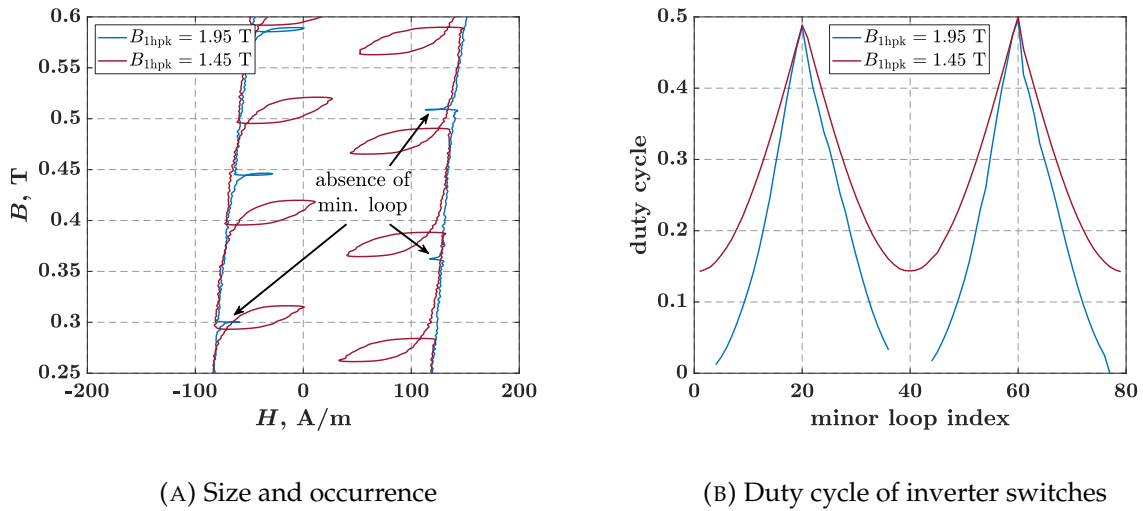 0.6
0.55
0.5
0.45
0.4
0.35
0.3
0.25
B, T
B1hpk = 1.95 T
B1hpk = 1.45 T
absence of
min. loop
-200
-100
0
100
200
H, A/m
(A) Size and occurrence
0.5
0.4
0.3
0.2
0.1
0
duty cycle
B1hpk = 1.95 T
B1hpk = 1.45 T
0
20
40
60
80
minor loop index
(B) Duty cycle of inverter switches